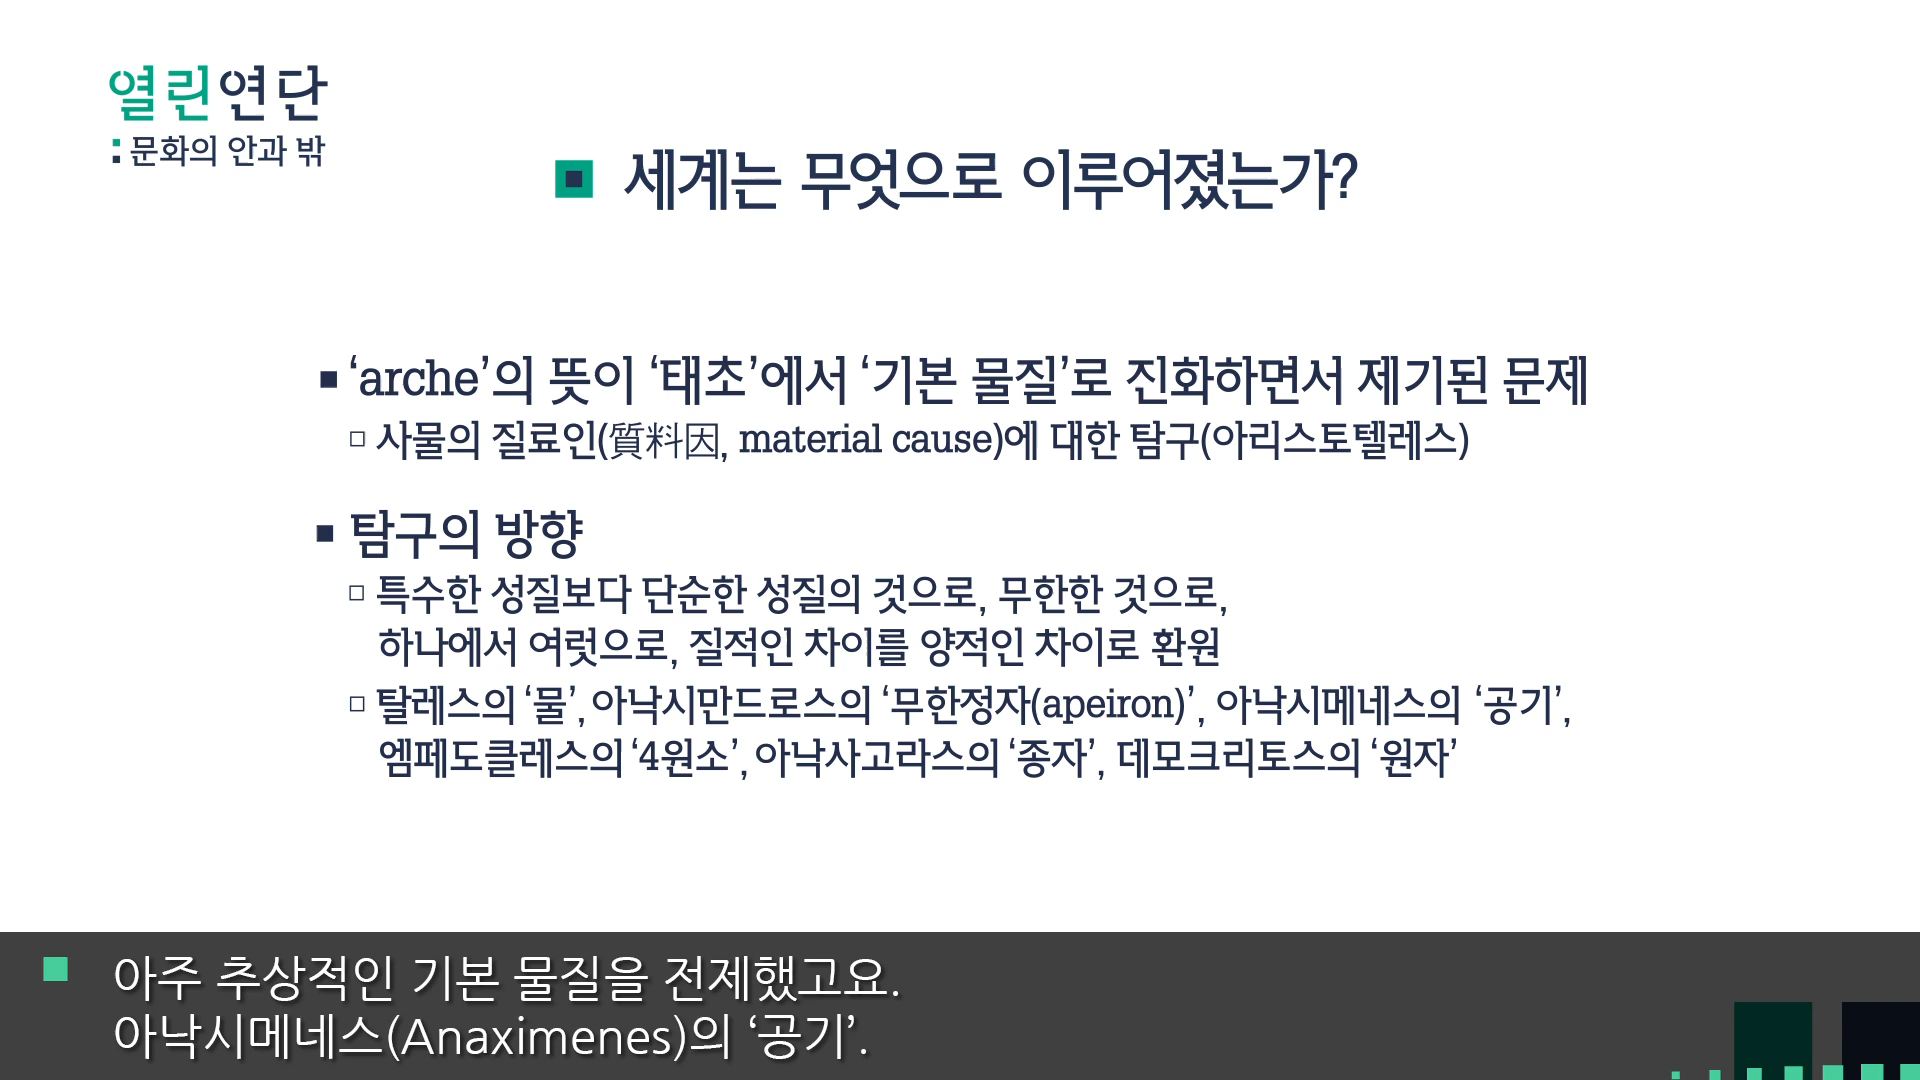 열린연단
: 문화의 안과 밖
세계는 무엇으로 이루어졌는가?
‘arche’의 뜻이 ‘태초’에서 ‘기본 물질’로 진화하면서 제기된 문제
사물의 질료인(質料因, material cause)에 대한 탐구(아리스토텔레스)
탐구의 방향
특수한 성질보다 단순한 성질의 것으로, 무한한 것으로,
하나에서 여럿으로, 질적인 차이를 양적인 차이로 환원
탈레스의 ‘물’, 아낙시만드로스의 ‘무한정자(apeiron)’, 아낙시메네스의 ‘공기’,
엠페도클레스의 ‘4원소’, 아낙사고라스의 ‘종자’, 데모크리토스의 ‘원자’
아주 추상적인 기본 물질을 전제했고요.
아낙시메네스(Anaximenes)의 ‘공기’.